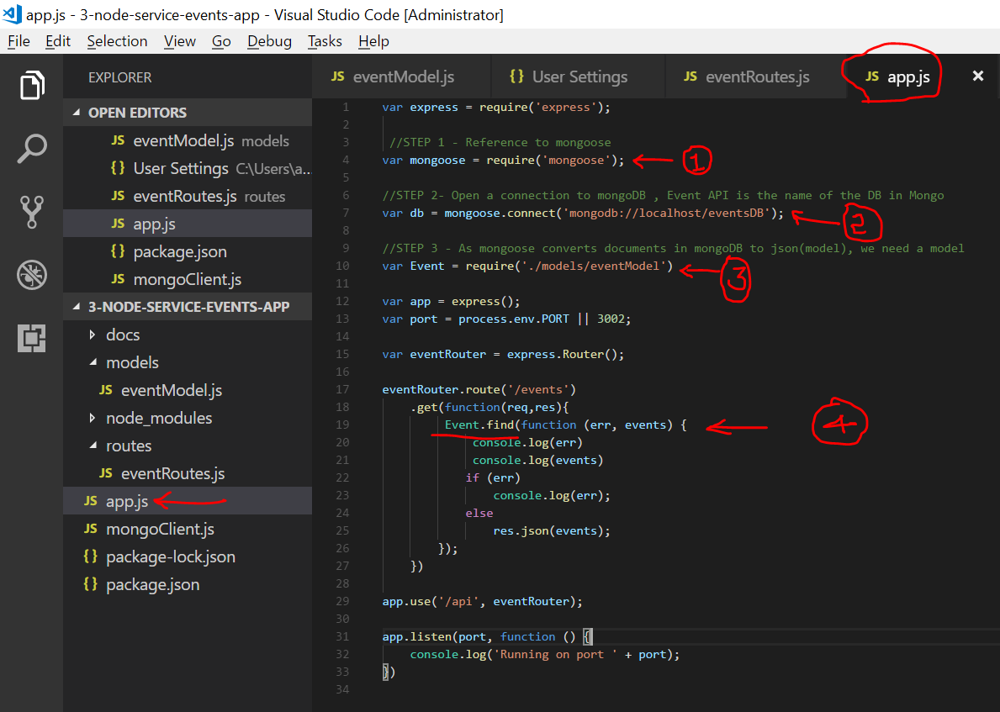 app.js - 3-node-service-events-app - Visual Studio Code [Administrator]
File Edit Selection View Go Debug Tasks Help
EXPLORER
OPEN EDITORS
JS eventModel.js models
{} User Settings C:\Users\a...
JS eventRoutes.js routes
JS app.js
{} package.json
JS mongoClient.js
3-NODE-SERVICE-EVENTS-APP
docs
models
JS eventModel.js
node_modules
routes
JS eventRoutes.js
JS app.js
JS mongoClient.js
{} package-lock.json
{} package.json
JS eventModel.js {} User Settings JS eventRoutes.js JS app.js ×
1 var express = require('express');
2
3 //STEP 1 - Reference to mongoose
4 var mongoose = require('mongoose'); 1
5
6 //STEP 2- Open a connection to mongoDB , Event API is the name of the DB in Mongo
7 var db = mongoose.connect('mongodb://localhost/eventsDB'); 2
8
9 //STEP 3 - As mongoose converts documents in mongoDB to json(model), we need a model
10 var Event = require('./models/eventModel') 3
11
12 var app = express();
13 var port = process.env.PORT || 3002;
14
15 var eventRouter = express.Router();
16
17 eventRouter.route('/events')
18 .get(function(req,res){
19 Event.find(function (err, events) { 4
20 console.log(err)
21 console.log(events)
22 if (err)
23 console.log(err);
24 else
25 res.json(events);
26 });
27 })
28
29 app.use('/api', eventRouter);
30
31 app.listen(port, function () {
32 console.log('Running on port ' + port);
33 })
34